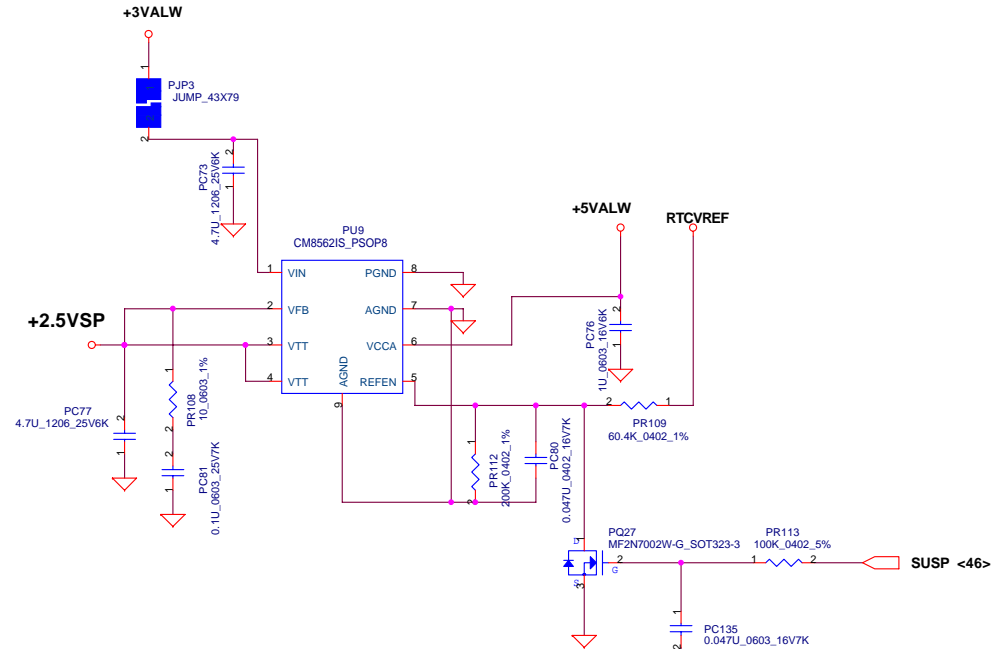 +3VALW
1
PJP3
JUMP_43X79
1
2
2
2
PC73
4.7U_1206_25V6K
1
+5VALW
RTCVREF
PU9
CM8562IS_PSOP8
1
VIN
PGND
8
2
VFB
AGND
7
+2.5VSP
3
VTT
VCCA
6
4
VTT
AGND
REFEN
5
9
2
PC76
1U_0603_16V6K
1
1
PR108
10_0603_1%
2
PC77
4.7U_1206_25V6K
2
1
2
PC81
0.1U_0603_25V7K
1
2
1
PR109
60.4K_0402_1%
1
PR112
200K_0402_1%
2
PC80
0.047U_0402_16V7K
PQ27
MF2N7002W-G_SOT323-3
D
1
2
G
S
3
PR113
100K_0402_5%
1
2
SUSP <46>
1
PC135
0.047U_0603_16V7K
2